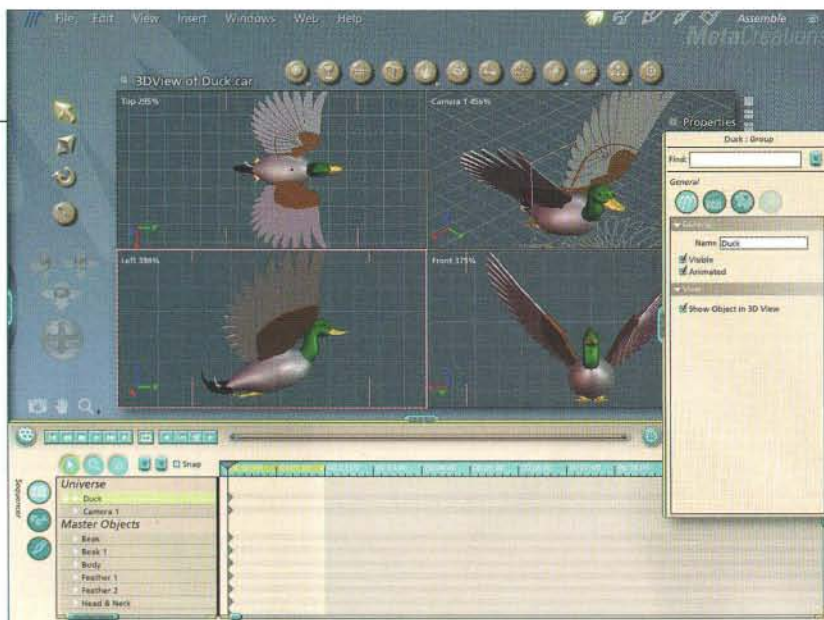 File Edit View Insert Windows Web Help
Assemble
MetaCreations
3DView of Duck.car
Top 295%
Camera 1 456%
Left 398%
Front 375%
Properties
Duck : Group
Find:
General
Name Duck
Visible
Animated
Show Object in 3D View
Snap
Sequencer
Universe
Duck
Camera 1
Master Objects
Beak
Beak 1
Body
Feather 1
Feather 2
Head & Neck